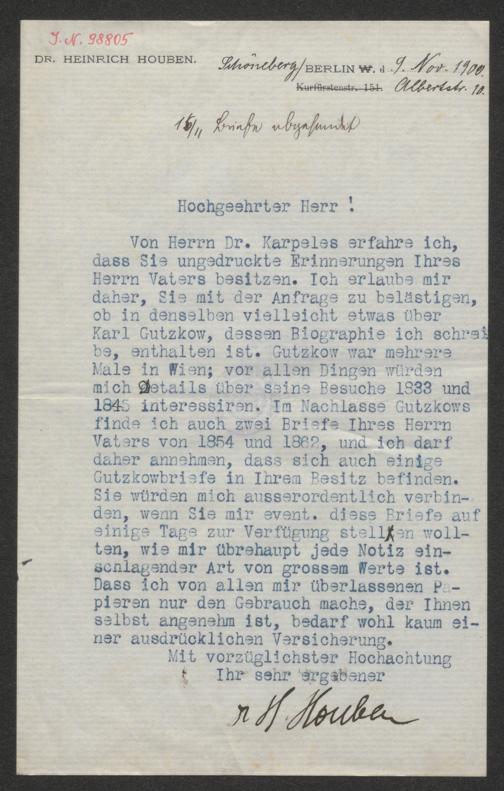 J.N. 98805
DR. HEINRICH HOUBEN.
Schöneberg/BERLIN W. d. 9. Nov. 1900.
Kurfürstenstr. 151. Albertstr. 10.
15/11 Briefe abgesendet
Hochgeehrter Herr !
Von Herrn Dr. Karpeles erfahre ich,
dass Sie ungedruckte Erinnerungen Ihres
Herrn Vaters besitzen. Ich erlaube mir
daher, Sie mit der Anfrage zu belästigen,
ob in denselben vielleicht etwas über
Karl Gutzkow, dessen Biographie ich schrei
be, enthalten ist. Gutzkow war mehrere
Male in Wien; vor allen Dingen würden
mich Details über seine Besuche 1833 und
1845 interessiren. Im Nachlasse Gutzkows
finde ich auch zwei Briefe Ihres Herrn
Vaters von 1854 und 1862, und ich darf
daher annehmen, dass sich auch einige
Gutzkowbriefe in Ihrem Besitz befinden.
Sie würden mich ausserordentlich verbin-
den, wenn Sie mir event. diese Briefe auf
einige Tage zur Verfügung stellen woll-
ten, wie mir übrehaupt jede Notiz ein-
schlagender Art von grossem Werte ist.
Dass ich von allen mir überlassenen Pa-
pieren nur den Gebrauch mache, der Ihnen
selbst angenehm ist, bedarf wohl kaum ei-
ner ausdrücklichen Versicherung.
Mit vorzüglichster Hochachtung
Ihr sehr ergebener
H. Houben